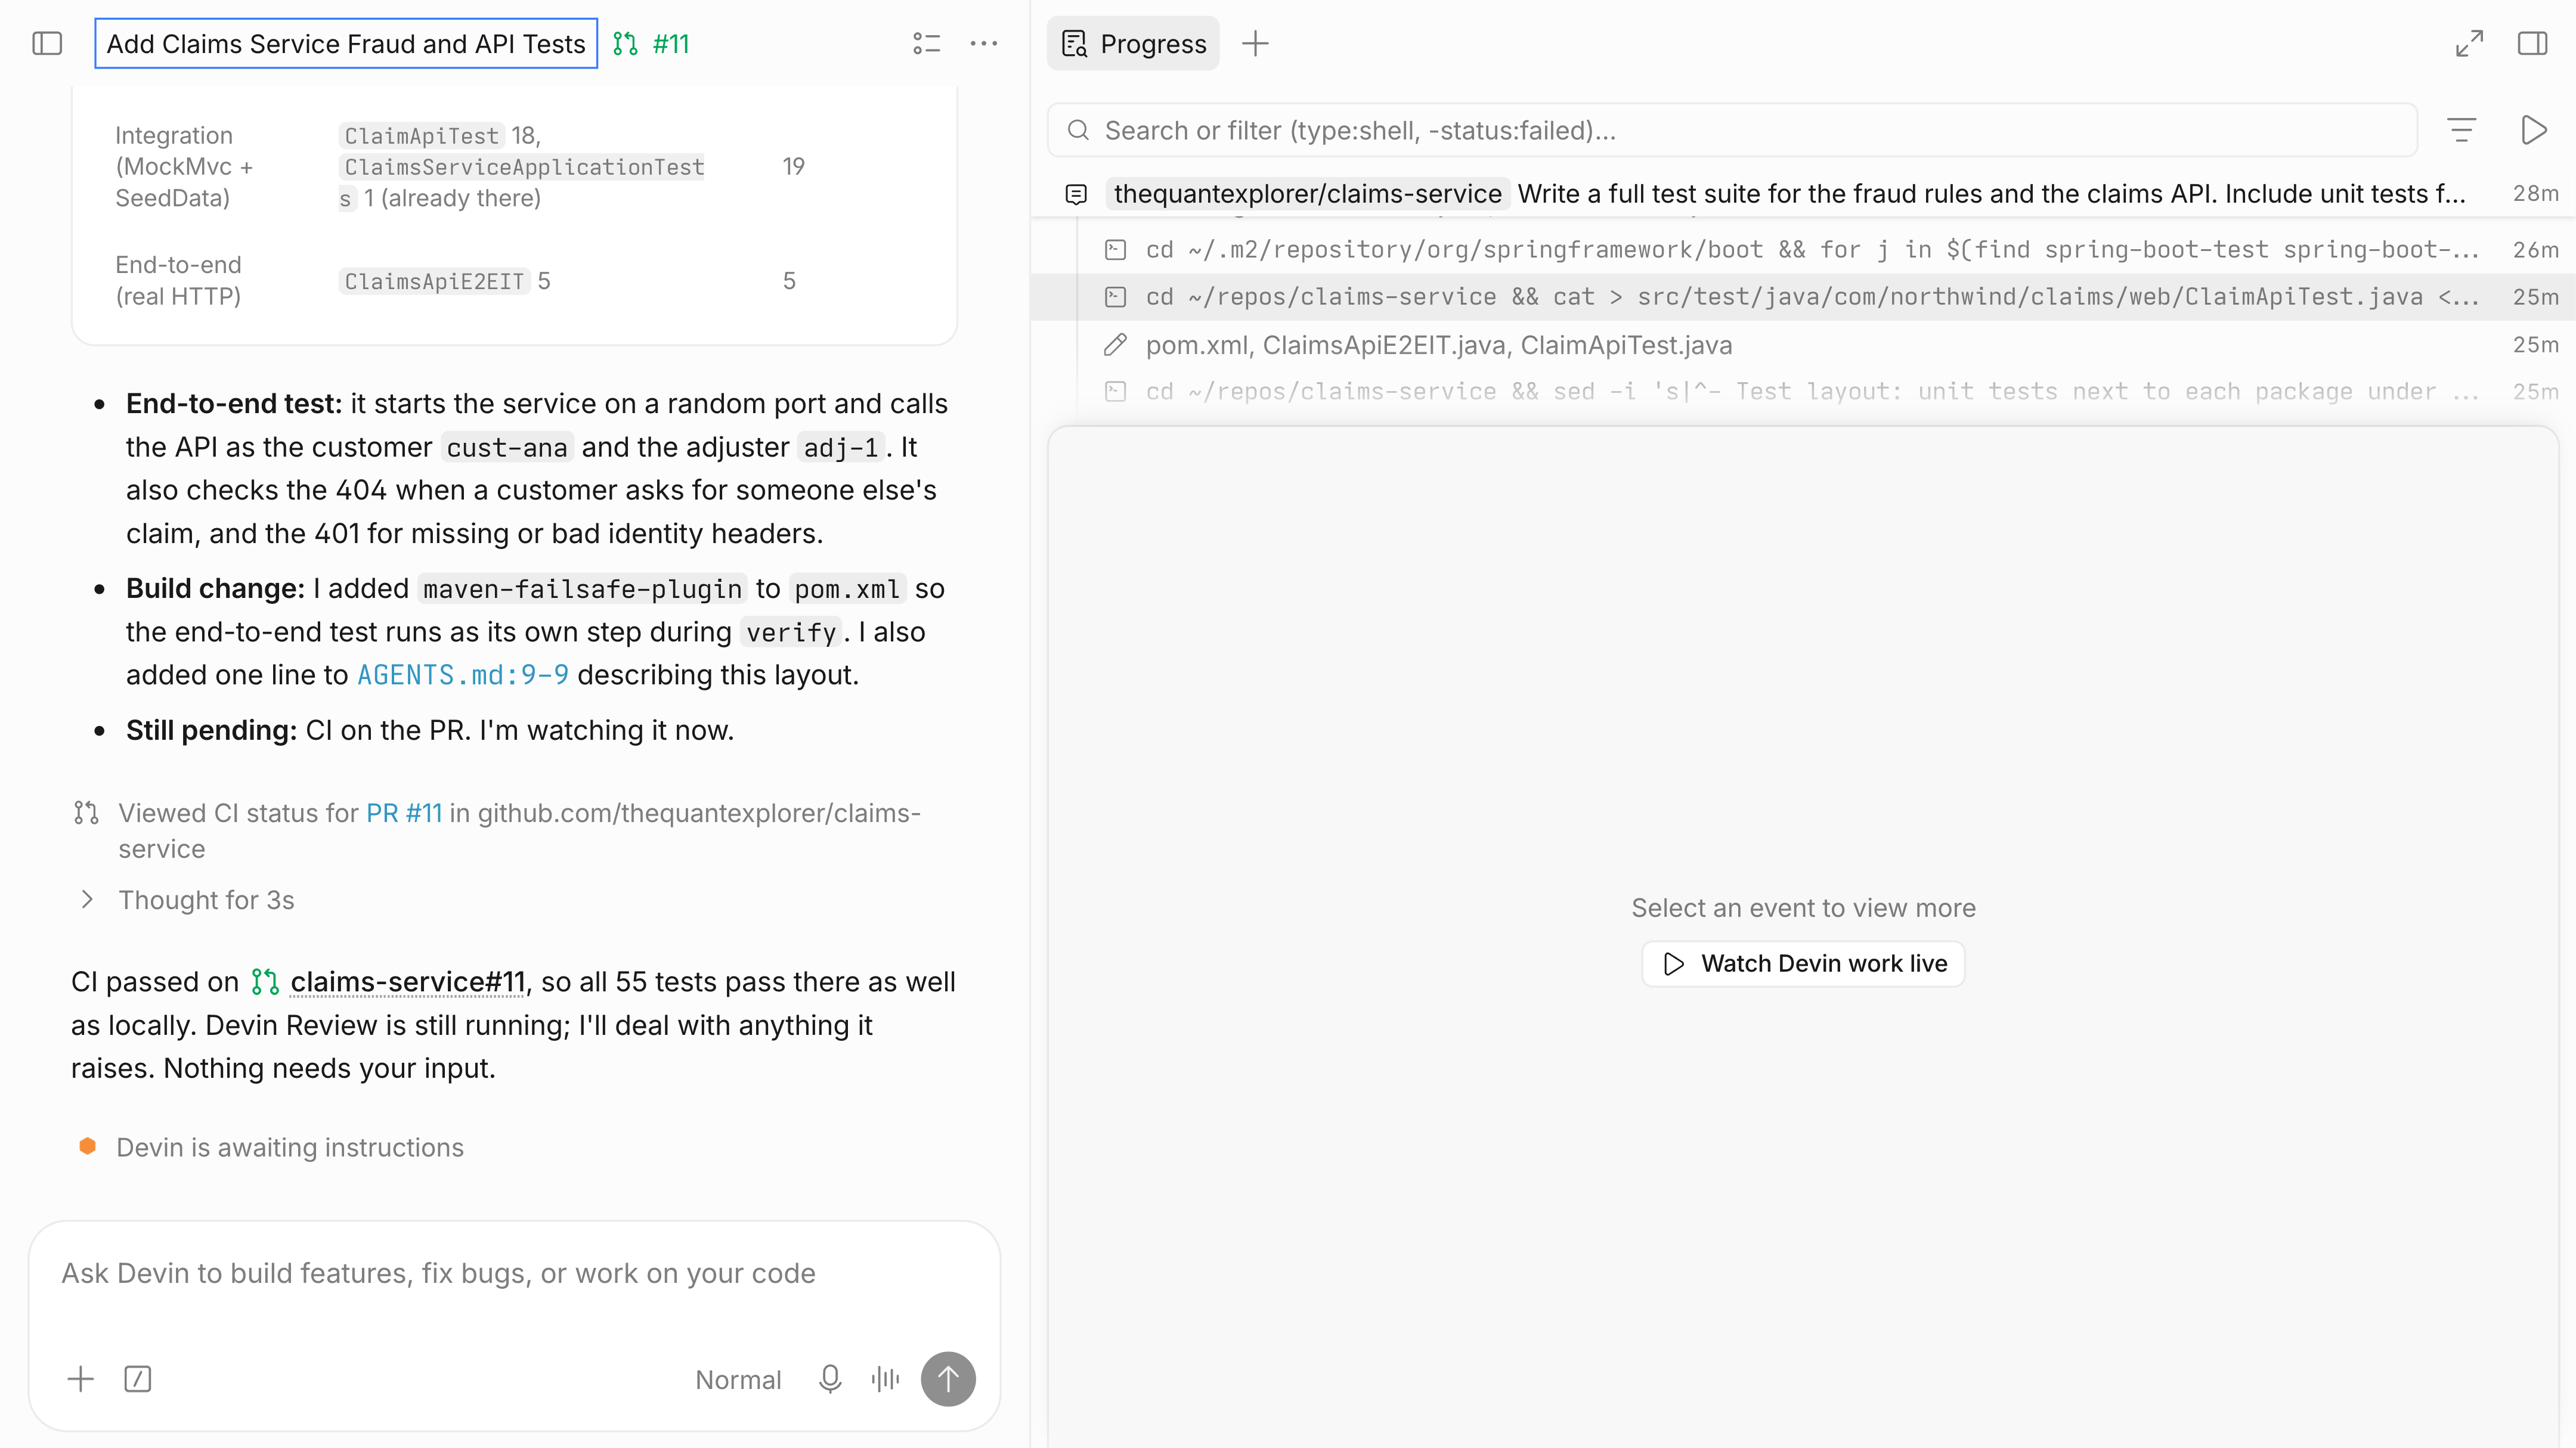 Add Claims Service Fraud and API Tests #11
Integration
(MockMvc +
SeedData)
ClaimApiTest 18,
ClaimsServiceApplicationTest
s 1 (already there)
19
End-to-end
(real HTTP)
ClaimsApiE2EIT 5
5
• End-to-end test: it starts the service on a random port and calls
the API as the customer cust-ana and the adjuster adj-1. It
also checks the 404 when a customer asks for someone else's
claim, and the 401 for missing or bad identity headers.
• Build change: I added maven-failsafe-plugin to pom.xml so
the end-to-end test runs as its own step during verify. I also
added one line to AGENTS.md:9-9 describing this layout.
• Still pending: CI on the PR. I'm watching it now.
Viewed CI status for PR #11 in github.com/thequantexplorer/claims-
service
Thought for 3s
CI passed on claims-service#11, so all 55 tests pass there as well
as locally. Devin Review is still running; I'll deal with anything it
raises. Nothing needs your input.
Devin is awaiting instructions
Ask Devin to build features, fix bugs, or work on your code
Normal
Progress
Search or filter (type:shell, -status:failed)...
thequantexplorer/claims-service Write a full test suite for the fraud rules and the claims API. Include unit tests f... 28m
cd ~/.m2/repository/org/springframework/boot && for j in $(find spring-boot-test spring-boot-... 26m
cd ~/repos/claims-service && cat > src/test/java/com/northwind/claims/web/ClaimApiTest.java <... 25m
pom.xml, ClaimsApiE2EIT.java, ClaimApiTest.java 25m
cd ~/repos/claims-service && sed -i 's|^- Test layout: unit tests next to each package under ... 25m
Select an event to view more
Watch Devin work live